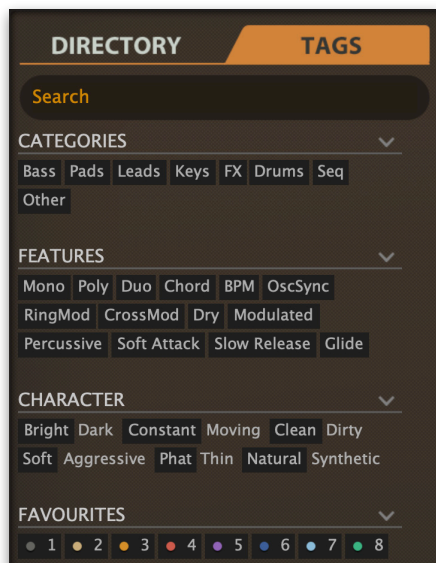 DIRECTORY TAGS
Search
CATEGORIES
Bass Pads Leads Keys FX Drums Seq
Other
FEATURES
Mono Poly Duo Chord BPM OscSync
RingMod CrossMod Dry Modulated
Percussive Soft Attack Slow Release Glide
CHARACTER
Bright Dark Constant Moving Clean Dirty
Soft Aggressive Phat Thin Natural Synthetic
FAVOURITES
1 2 3 4 5 6 7 8